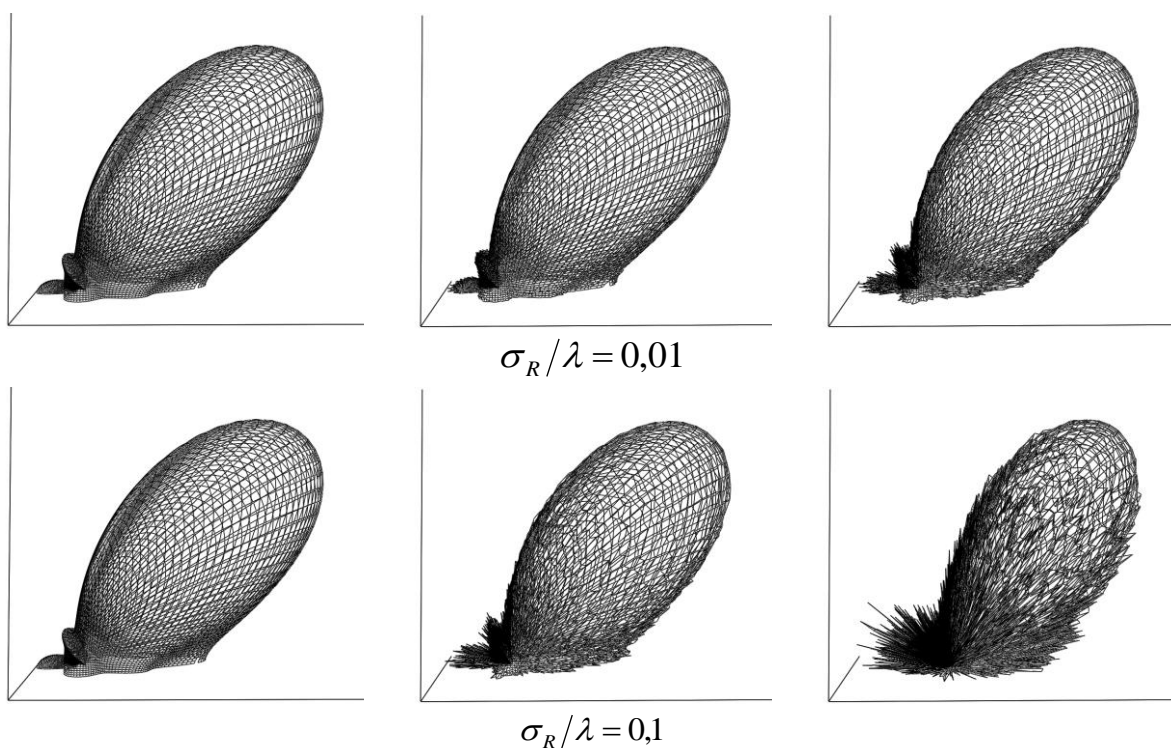 σ_R/λ = 0,01
σ_R/λ = 0,1